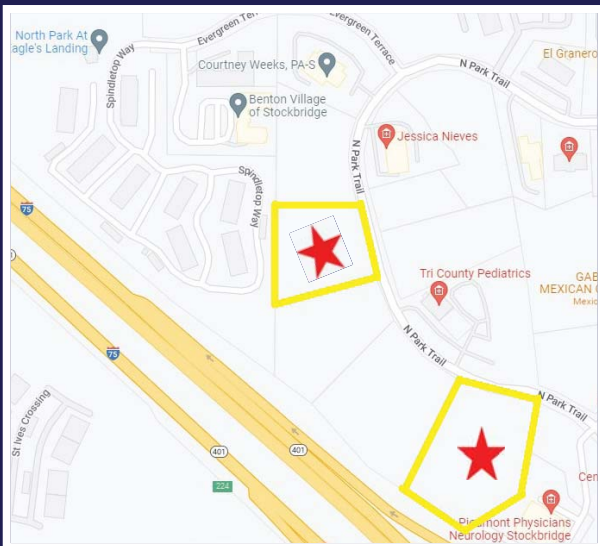 North Park At
agle's Landing
Spindletop Way
Evergreen Terr
Evergreen Terrace
Courtney Weeks, PA-S
N Park Trail
El Granero
Benton Village
of Stockbridge
Jessica Nieves
N Park Trail
Spindletop Way
75
Tri County Pediatrics
GAB
MEXICAN
Mexic
N Park Trail
75
N Park Trail
St Ives Crossing
401
401
224
Cen
Piedmont Physicians
Neurology Stockbridge